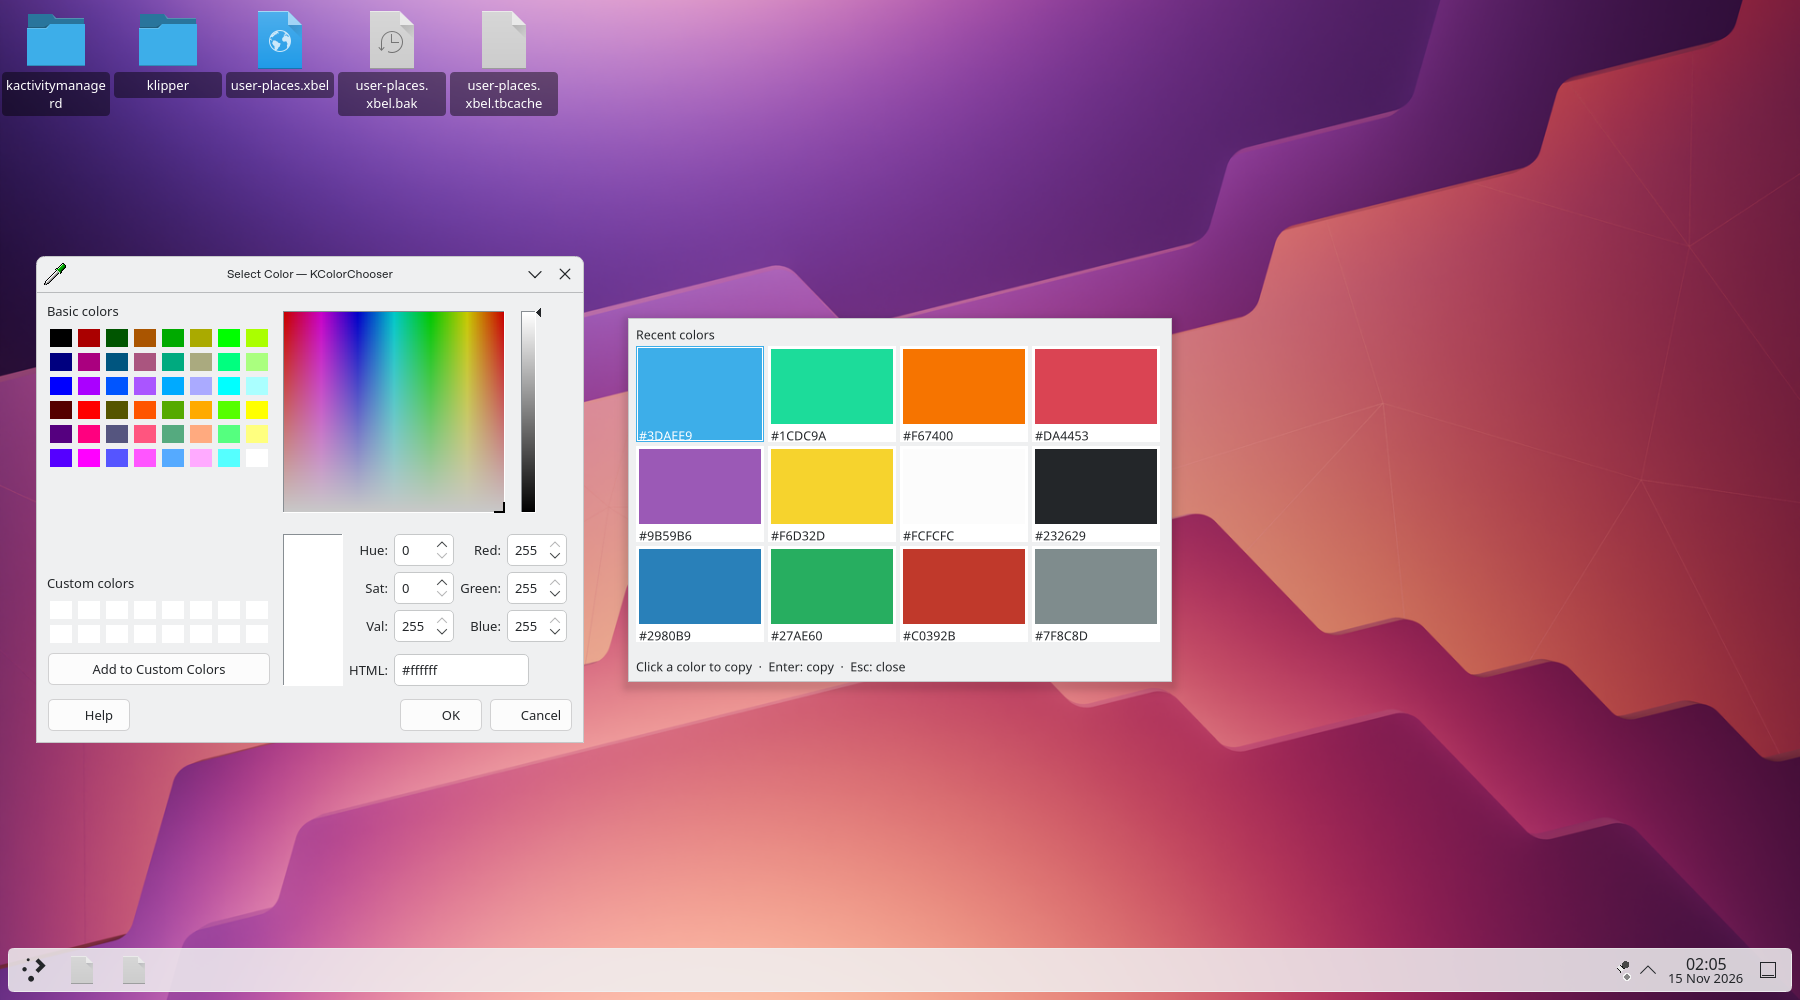 kactivitymanage
rd
klipper
user-places.xbel
user-places.
xbel.bak
user-places.
xbel.tbcache
Select Color — KColorChooser
Basic colors
Custom colors
Add to Custom Colors
Hue: 0
Red: 255
Sat: 0
Green: 255
Val: 255
Blue: 255
HTML: #ffffff
Help
OK
Cancel
Recent colors
#3DAEE9
#1CDC9A
#F67400
#DA4453
#9B59B6
#F6D32D
#FCFCFC
#232629
#2980B9
#27AE60
#C0392B
#7F8C8D
Click a color to copy · Enter: copy · Esc: close
02:05
15 Nov 2026